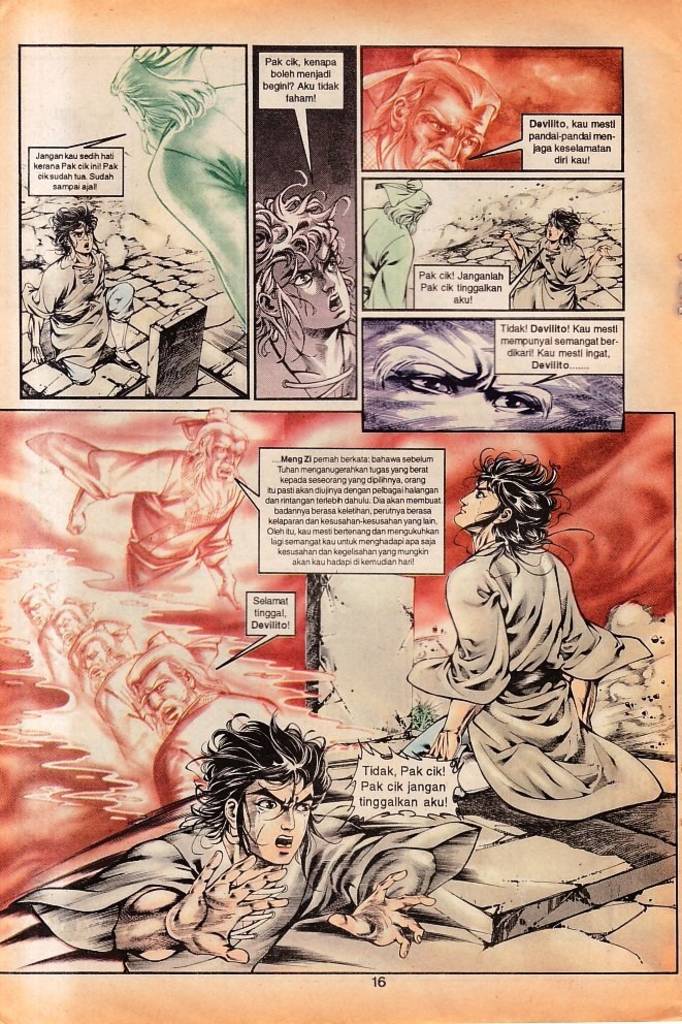 Jangan kau sedih hati
kerana Pak cik ini! Pak
cik sudah tua. Sudah
sampai ajal!
Pak cik, kenapa
boleh menjadi
begini? Aku tidak
faham!
Devilito, kau mesti
pandai-pandai men-
jaga keselamatan
diri kau!
Pak cik! Janganlah
Pak cik tinggalkan
aku!
Tidak! Devilito! Kau mesti
mempunyai semangat ber-
dikari! Kau mesti ingat,
Devilito.......
....Meng Zi pernah berkata: bahawa sebelum
Tuhan menganugerahkan tugas yang berat
kepada seseorang yang dipilihnya, orang
itu pasti akan diujinya dengan pelbagai halangan
dan rintangan terlebih dahulu. Dia akan membuat
badannya berasa keletihan, perutnya berasa
kelaparan dan kesusahan-kesusahan yang lain,
Oleh itu, kau mesti bertenang dan mengukuhkan
lagi semangat kau untuk menghadapi apa saja
kesusahan dan kegelisahan yang mungkin
akan kau hadapi di kemudian hari!
Selamat
tinggal,
Devilito!
Tidak, Pak cik!
Pak cik jangan
tinggalkan aku!
16